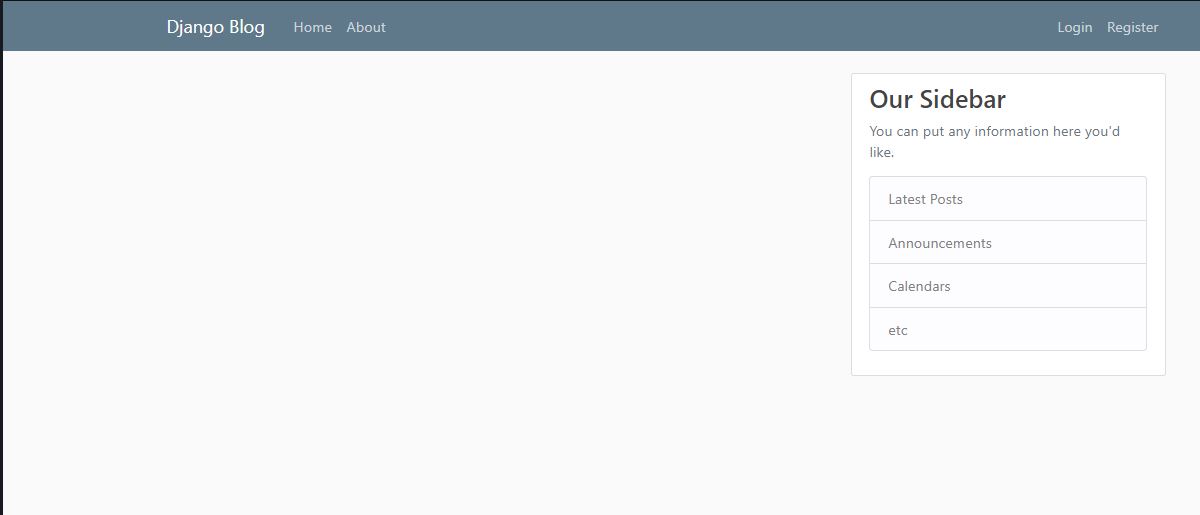 Django Blog Home About Login Register
Our Sidebar
You can put any information here you'd
like.
Latest Posts
Announcements
Calendars
etc